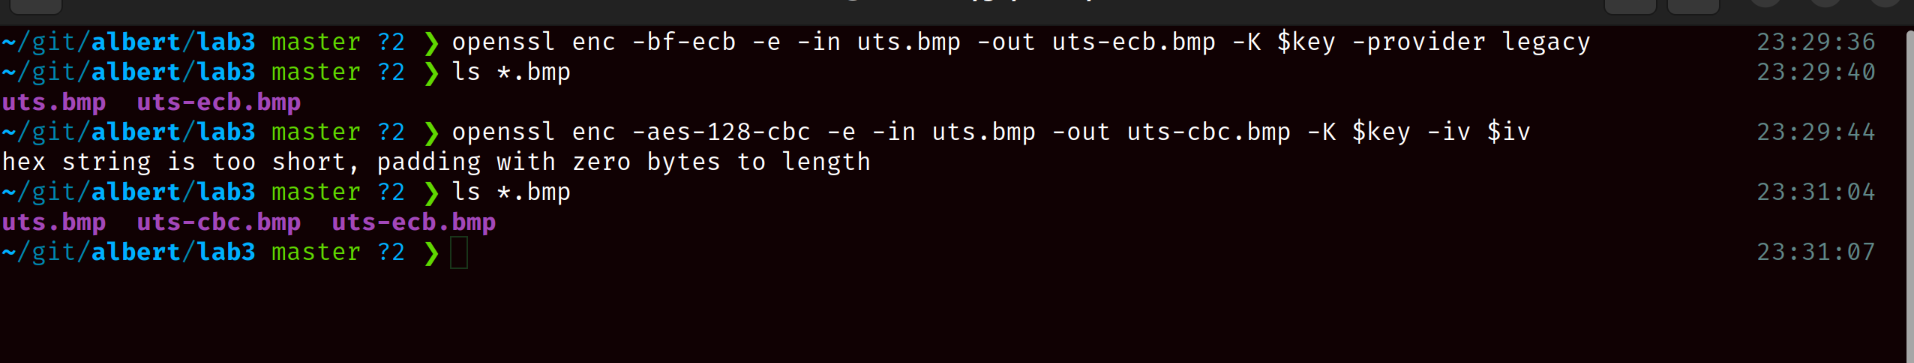 ~/git/albert/lab3 master ?2 ❯ openssl enc -bf-ecb -e -in uts.bmp -out uts-ecb.bmp -K $key -provider legacy 23:29:36
~/git/albert/lab3 master ?2 ❯ ls *.bmp 23:29:40
uts.bmp  uts-ecb.bmp
~/git/albert/lab3 master ?2 ❯ openssl enc -aes-128-cbc -e -in uts.bmp -out uts-cbc.bmp -K $key -iv $iv 23:29:44
hex string is too short, padding with zero bytes to length
~/git/albert/lab3 master ?2 ❯ ls *.bmp 23:31:04
uts.bmp  uts-cbc.bmp  uts-ecb.bmp
~/git/albert/lab3 master ?2 ❯ 23:31:07